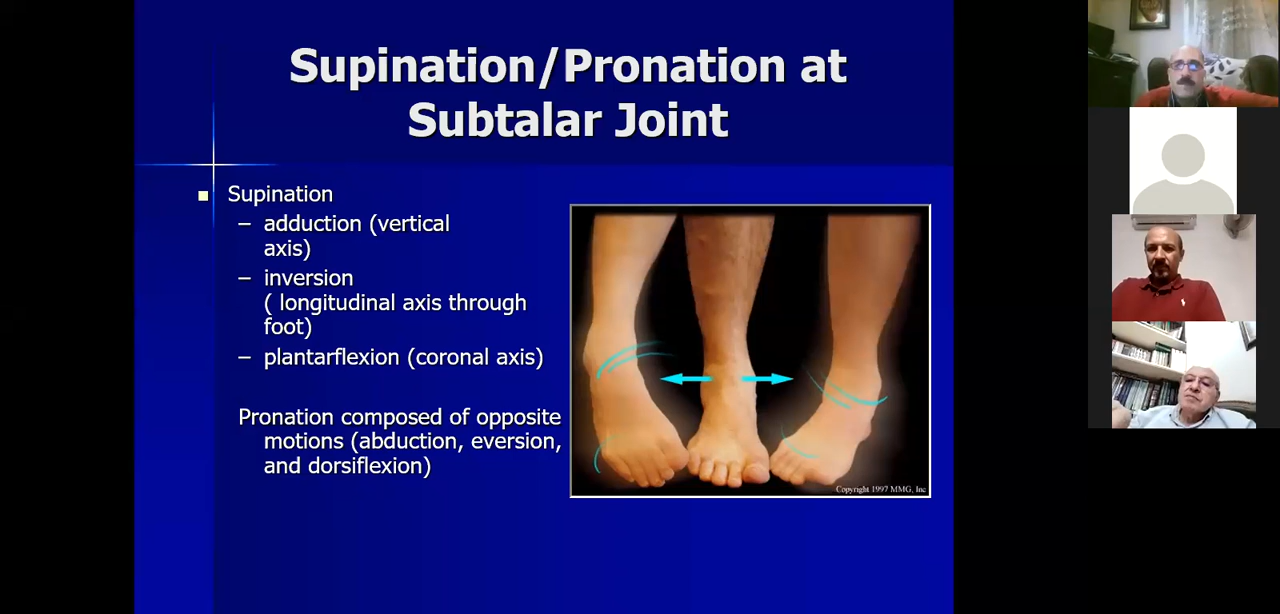 Supination/Pronation at
Subtalar Joint
Supination
– adduction (vertical
axis)
– inversion
( longitudinal axis through
foot)
– plantarflexion (coronal axis)
Pronation composed of opposite
motions (abduction, eversion,
and dorsiflexion)
Copyright 1997 MMG, Inc